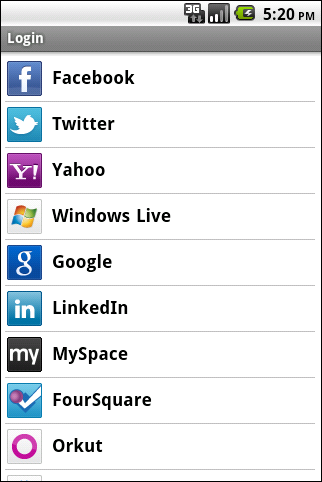 3G 5:20 PM
Login
f Facebook
Twitter
Y! Yahoo
Windows Live
g Google
in LinkedIn
my MySpace
FourSquare
Orkut